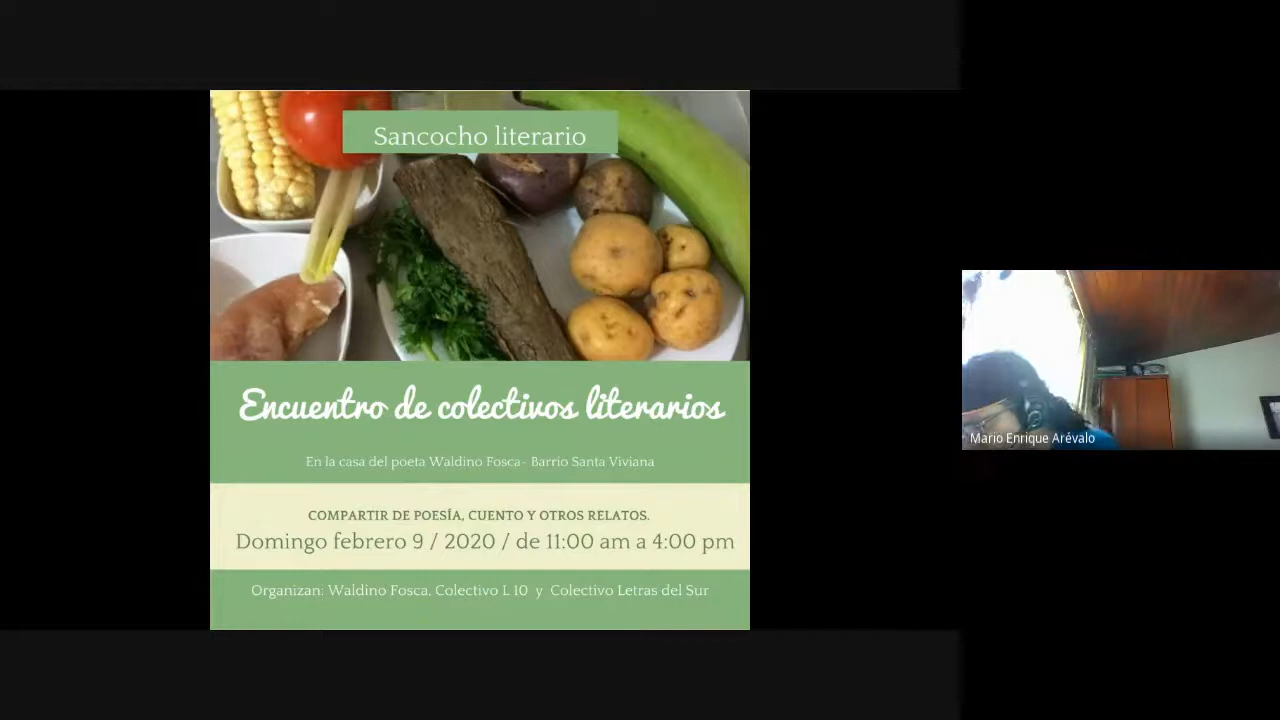 Sancocho literario
Encuentro de colectivos literarios
En la casa del poeta Waldino Fosca- Barrio Santa Viviana
COMPARTIR DE POESÍA, CUENTO Y OTROS RELATOS.
Domingo febrero 9 / 2020 / de 11:00 am a 4:00 pm
Organizan: Waldino Fosca, Colectivo L 10 y Colectivo Letras del Sur
Mario Enrique Arévalo